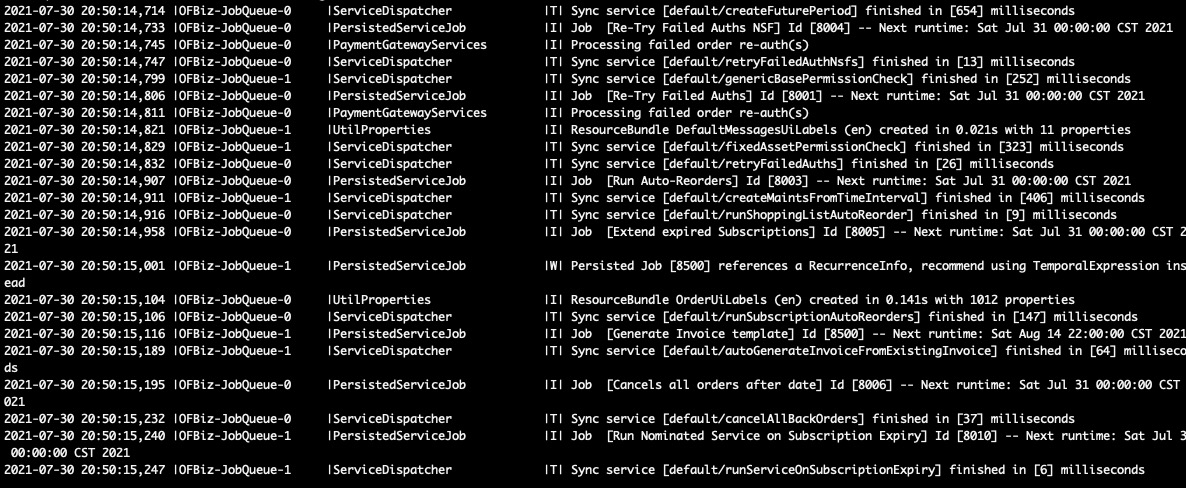 2021-07-30 20:50:14,714 |OFBiz-JobQueue-0 |ServiceDispatcher |T| Sync service [default/createFuturePeriod] finished in [654] milliseconds
2021-07-30 20:50:14,733 |OFBiz-JobQueue-0 |PersistedServiceJob |I| Job [Re-Try Failed Auths NSF] Id [8004] -- Next runtime: Sat Jul 31 00:00:00 CST 2021
2021-07-30 20:50:14,745 |OFBiz-JobQueue-0 |PaymentGatewayServices |I| Processing failed order re-auth(s)
2021-07-30 20:50:14,747 |OFBiz-JobQueue-0 |ServiceDispatcher |T| Sync service [default/retryFailedAuthNsfs] finished in [13] milliseconds
2021-07-30 20:50:14,799 |OFBiz-JobQueue-1 |ServiceDispatcher |T| Sync service [default/genericBasePermissionCheck] finished in [252] milliseconds
2021-07-30 20:50:14,806 |OFBiz-JobQueue-0 |PersistedServiceJob |I| Job [Re-Try Failed Auths] Id [8001] -- Next runtime: Sat Jul 31 00:00:00 CST 2021
2021-07-30 20:50:14,811 |OFBiz-JobQueue-0 |PaymentGatewayServices |I| Processing failed order re-auth(s)
2021-07-30 20:50:14,821 |OFBiz-JobQueue-1 |UtilProperties |I| ResourceBundle DefaultMessagesUiLabels (en) created in 0.021s with 11 properties
2021-07-30 20:50:14,829 |OFBiz-JobQueue-1 |ServiceDispatcher |T| Sync service [default/fixedAssetPermissionCheck] finished in [323] milliseconds
2021-07-30 20:50:14,832 |OFBiz-JobQueue-0 |ServiceDispatcher |T| Sync service [default/retryFailedAuths] finished in [26] milliseconds
2021-07-30 20:50:14,907 |OFBiz-JobQueue-0 |PersistedServiceJob |I| Job [Run Auto-Reorders] Id [8003] -- Next runtime: Sat Jul 31 00:00:00 CST 2021
2021-07-30 20:50:14,911 |OFBiz-JobQueue-1 |ServiceDispatcher |T| Sync service [default/createMaintsFromTimeInterval] finished in [406] milliseconds
2021-07-30 20:50:14,916 |OFBiz-JobQueue-0 |ServiceDispatcher |T| Sync service [default/runShoppingListAutoReorder] finished in [9] milliseconds
2021-07-30 20:50:14,958 |OFBiz-JobQueue-0 |PersistedServiceJob |I| Job [Extend expired Subscriptions] Id [8005] -- Next runtime: Sat Jul 31 00:00:00 CST 2
21
2021-07-30 20:50:15,001 |OFBiz-JobQueue-1 |PersistedServiceJob |W| Persisted Job [8500] references a RecurrenceInfo, recommend using TemporalExpression ins
ead
2021-07-30 20:50:15,104 |OFBiz-JobQueue-0 |UtilProperties |I| ResourceBundle OrderUiLabels (en) created in 0.141s with 1012 properties
2021-07-30 20:50:15,106 |OFBiz-JobQueue-0 |ServiceDispatcher |T| Sync service [default/runSubscriptionAutoReorders] finished in [147] milliseconds
2021-07-30 20:50:15,116 |OFBiz-JobQueue-1 |PersistedServiceJob |I| Job [Generate Invoice template] Id [8500] -- Next runtime: Sat Aug 14 22:00:00 CST 2021
2021-07-30 20:50:15,189 |OFBiz-JobQueue-1 |ServiceDispatcher |T| Sync service [default/autoGenerateInvoiceFromExistingInvoice] finished in [64] milliseco
ds
2021-07-30 20:50:15,195 |OFBiz-JobQueue-0 |PersistedServiceJob |I| Job [Cancels all orders after date] Id [8006] -- Next runtime: Sat Jul 31 00:00:00 CST
021
2021-07-30 20:50:15,232 |OFBiz-JobQueue-0 |ServiceDispatcher |T| Sync service [default/cancelAllBackOrders] finished in [37] milliseconds
2021-07-30 20:50:15,240 |OFBiz-JobQueue-1 |PersistedServiceJob |I| Job [Run Nominated Service on Subscription Expiry] Id [8010] -- Next runtime: Sat Jul 3
00:00:00 CST 2021
2021-07-30 20:50:15,247 |OFBiz-JobQueue-1 |ServiceDispatcher |T| Sync service [default/runServiceOnSubscriptionExpiry] finished in [6] milliseconds